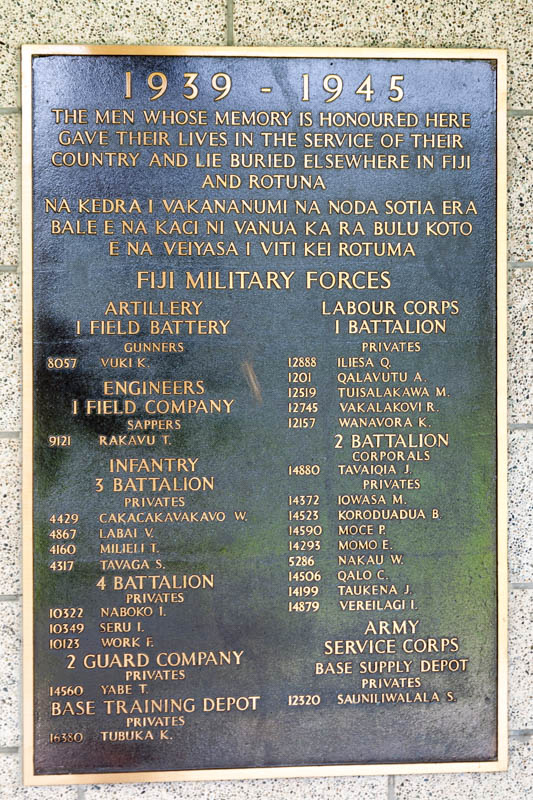 1939 - 1945
THE MEN WHOSE MEMORY IS HONOURED HERE
GAVE THEIR LIVES IN THE SERVICE OF THEIR
COUNTRY AND LIE BURIED ELSEWHERE IN FIJI
AND ROTUNA
NA KEDRA I VAKANANUMI NA NODA SOTIA ERA
BALE E NA KACI NI VANUA KA RA BULU KOTO
E NA VEIYASA I VITI KEI ROTUMA
FIJI MILITARY FORCES
ARTILLERY
1 FIELD BATTERY
GUNNERS
8057 VUKI K.
ENGINEERS
1 FIELD COMPANY
SAPPERS
9121 RAKAVU T.
INFANTRY
3 BATTALION
PRIVATES
4429 CAKACAKAVAKAVO W.
4867 LABAI V.
4160 MILIELI T.
4317 TAVAGA S.
4 BATTALION
PRIVATES
10322 NABOKO I.
10349 SERU I.
10123 WORK F.
2 GUARD COMPANY
PRIVATES
14560 YABE T.
BASE TRAINING DEPOT
PRIVATES
16380 TUBUKA K.
LABOUR CORPS
1 BATTALION
PRIVATES
12888 ILIESA Q.
1201 QALAVUTU A.
12519 TUISALAKAWA M.
12745 VAKALAKOVI R.
12157 WANAVORA K.
2 BATTALION
CORPORALS
14880 TAVAIQIA J.
PRIVATES
14372 IOWASA M.
14523 KORODUADUA B.
14590 MOCE P.
14293 MOMO E.
5286 NAKAU W.
14506 QALO C.
14199 TAUKENA J.
14879 VEREILAGI I.
ARMY
SERVICE CORPS
BASE SUPPLY DEPOT
PRIVATES
12320 SAUNILIWALALA S.